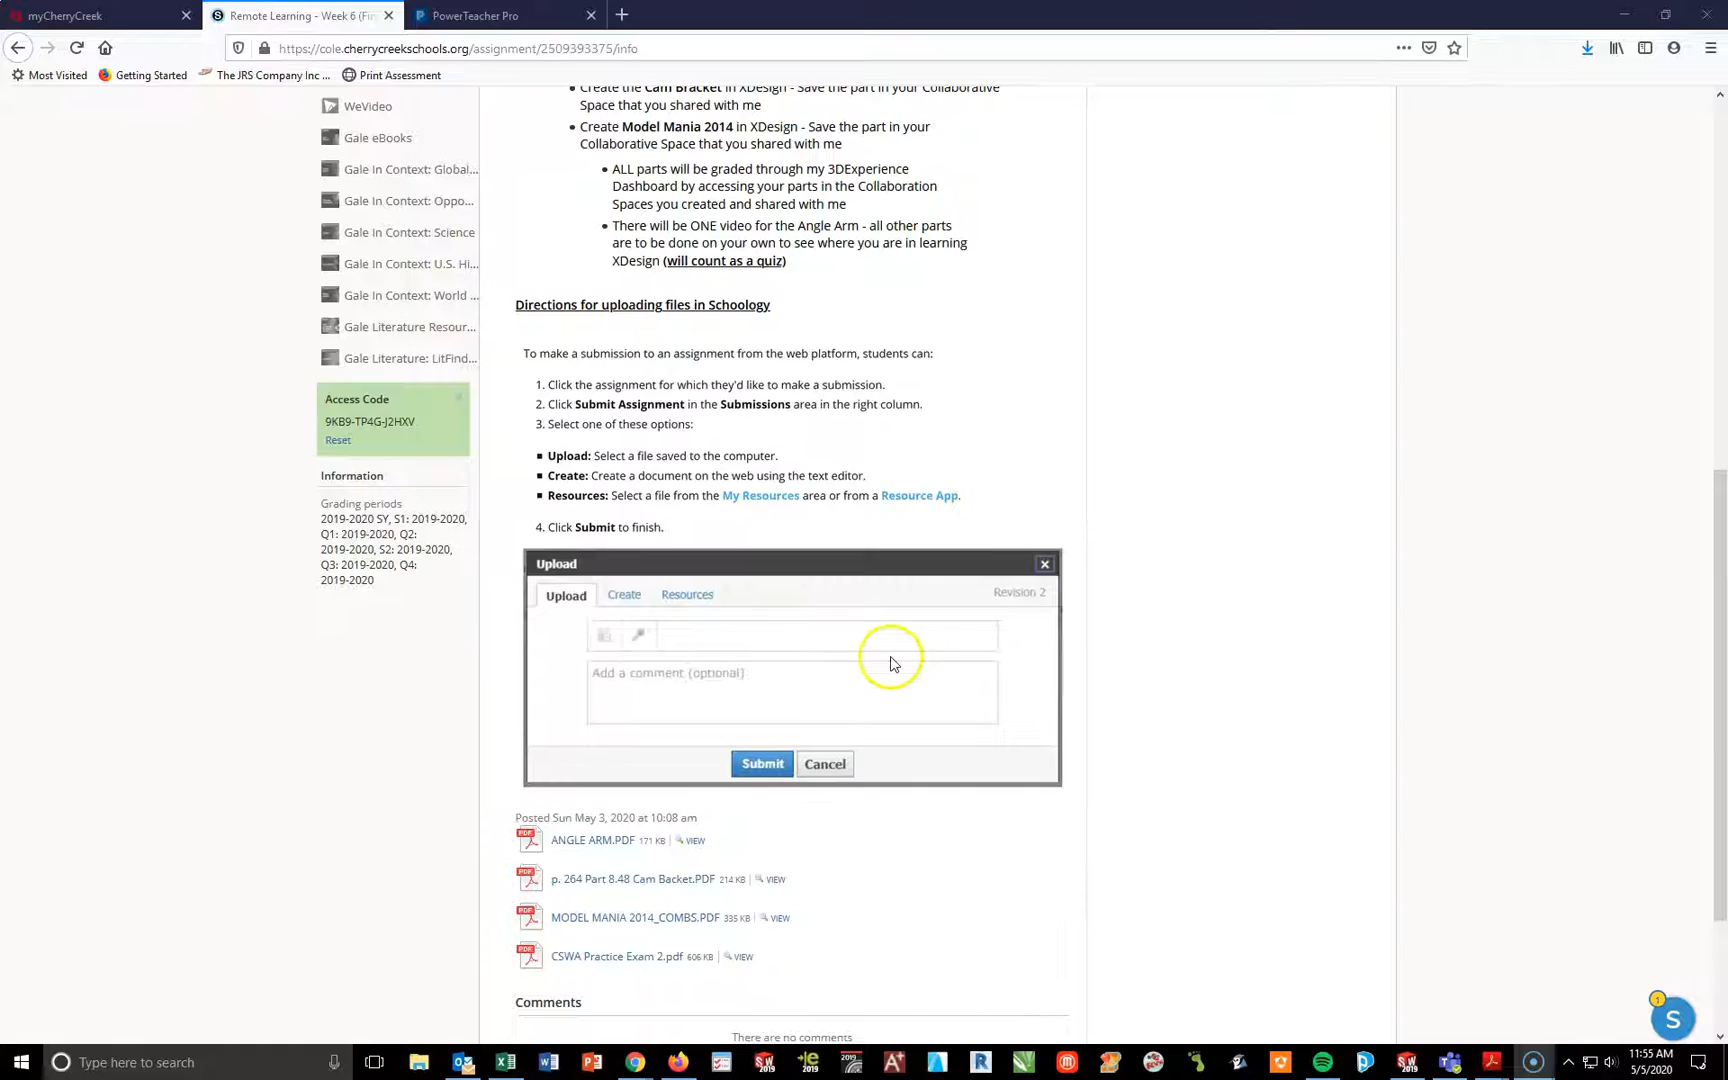 myCherryCreek
Remote Learning - Week 6 (Fin
PowerTeacher Pro
https://cole.cherrycreekschools.org/assignment/2509393375/info
Most Visited
Getting Started
The JRS Company Inc ...
Print Assessment
WeVideo
Gale eBooks
Gale In Context: Global...
Gale In Context: Oppo...
Gale In Context: Science
Gale In Context: U.S. Hi...
Gale In Context: World ...
Gale Literature Resour...
Gale Literature: LitFind...
Access Code
9KB9-TP4G-J2HXV
Reset
Information
Grading periods
2019-2020 SY, S1: 2019-2020,
Q1: 2019-2020, Q2:
2019-2020, S2: 2019-2020,
Q3: 2019-2020, Q4:
2019-2020
Create the Cam Bracket in XDesign - Save the part in your Collaborative
Space that you shared with me
Create Model Mania 2014 in XDesign - Save the part in your
Collaborative Space that you shared with me
ALL parts will be graded through my 3DExperience
Dashboard by accessing your parts in the Collaboration
Spaces you created and shared with me
There will be ONE video for the Angle Arm - all other parts
are to be done on your own to see where you are in learning
XDesign (will count as a quiz)
Directions for uploading files in Schoology
To make a submission to an assignment from the web platform, students can:
1. Click the assignment for which they'd like to make a submission.
2. Click Submit Assignment in the Submissions area in the right column.
3. Select one of these options:
Upload: Select a file saved to the computer.
Create: Create a document on the web using the text editor.
Resources: Select a file from the My Resources area or from a Resource App.
4. Click Submit to finish.
Upload
Upload Create Resources Revision 2
Add a comment (optional)
Submit Cancel
Posted Sun May 3, 2020 at 10:08 am
ANGLE ARM.PDF 171 KB | VIEW
p. 264 Part 8.48 Cam Backet.PDF 214 KB | VIEW
MODEL MANIA 2014_COMBS.PDF 335 KB | VIEW
CSWA Practice Exam 2.pdf 606 KB | VIEW
Comments
There are no comments
1
S
Type here to search
11:55 AM
5/5/2020